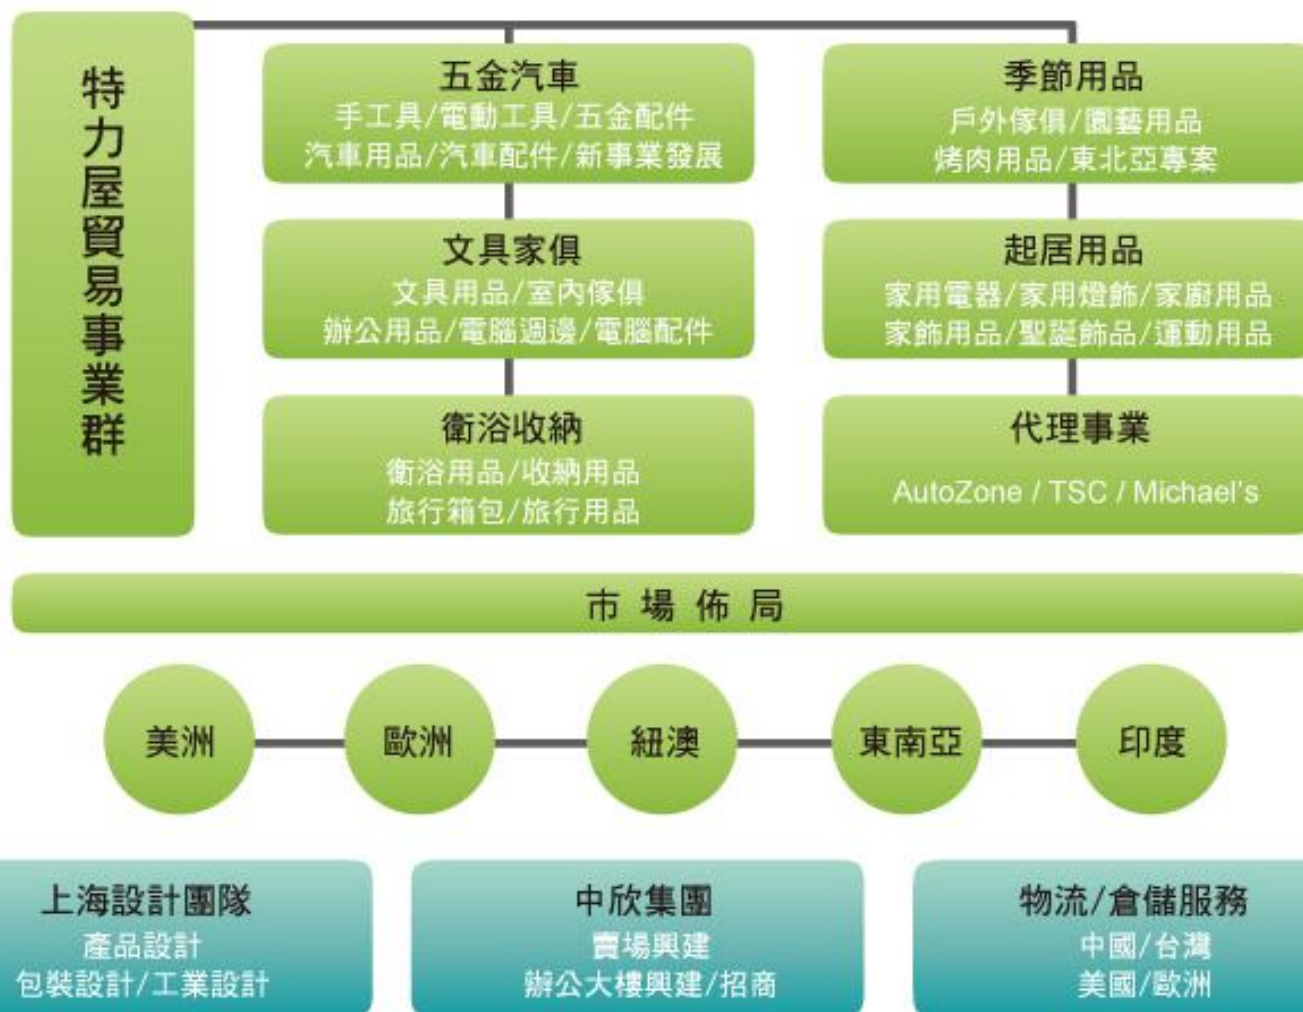 特力屋貿易事業群
五金汽車
手工具/電動工具/五金配件
汽車用品/汽車配件/新事業發展
季節用品
戶外傢俱/園藝用品
烤肉用品/東北亞專案
文具家俱
文具用品/室內傢俱
辦公用品/電腦週邊/電腦配件
起居用品
家用電器/家用燈飾/家廚用品
家飾用品/聖誕飾品/運動用品
衛浴收納
衛浴用品/收納用品
旅行箱包/旅行用品
代理事業
AutoZone / TSC / Michael's
市場佈局
美洲
歐洲
紐澳
東南亞
印度
上海設計團隊
產品設計
包裝設計/工業設計
中欣集團
賣場興建
辦公大樓興建/招商
物流/倉儲服務
中國/台灣
美國/歐洲